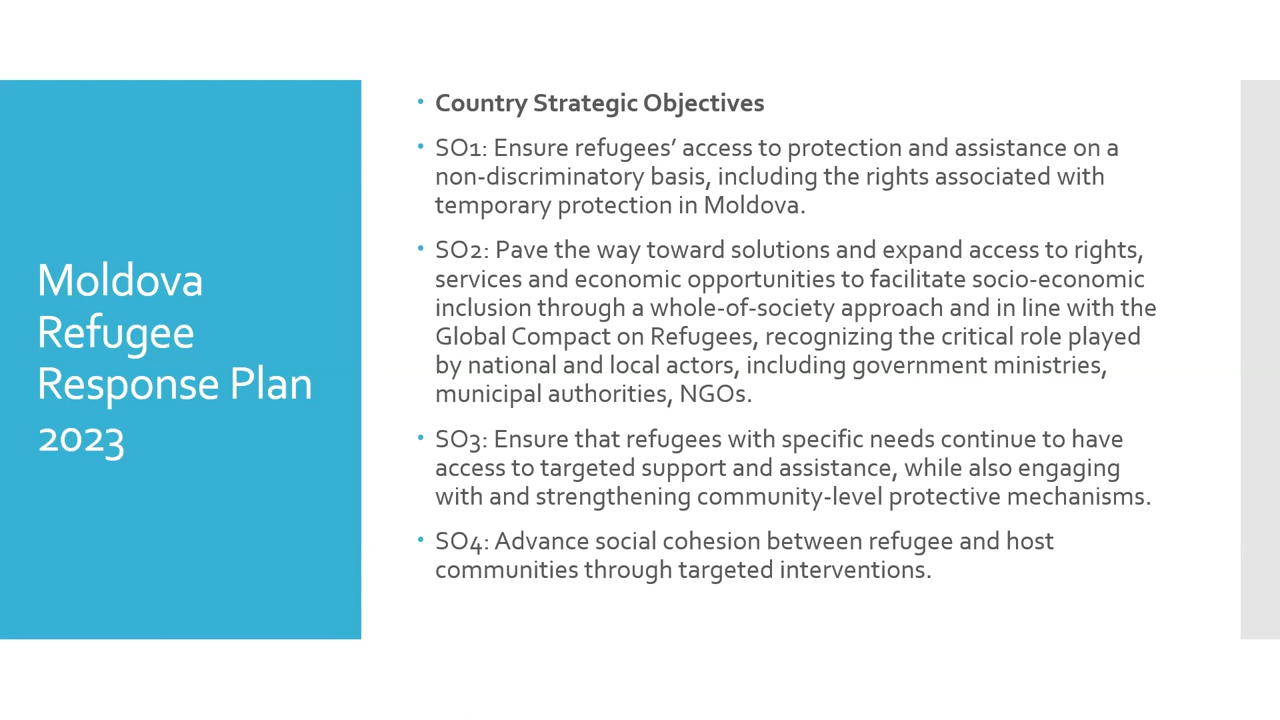 Moldova
Refugee
Response Plan
2023
• Country Strategic Objectives
• SO1: Ensure refugees’ access to protection and assistance on a
non-discriminatory basis, including the rights associated with
temporary protection in Moldova.
• SO2: Pave the way toward solutions and expand access to rights,
services and economic opportunities to facilitate socio-economic
inclusion through a whole-of-society approach and in line with the
Global Compact on Refugees, recognizing the critical role played
by national and local actors, including government ministries,
municipal authorities, NGOs.
• SO3: Ensure that refugees with specific needs continue to have
access to targeted support and assistance, while also engaging
with and strengthening community-level protective mechanisms.
• SO4: Advance social cohesion between refugee and host
communities through targeted interventions.